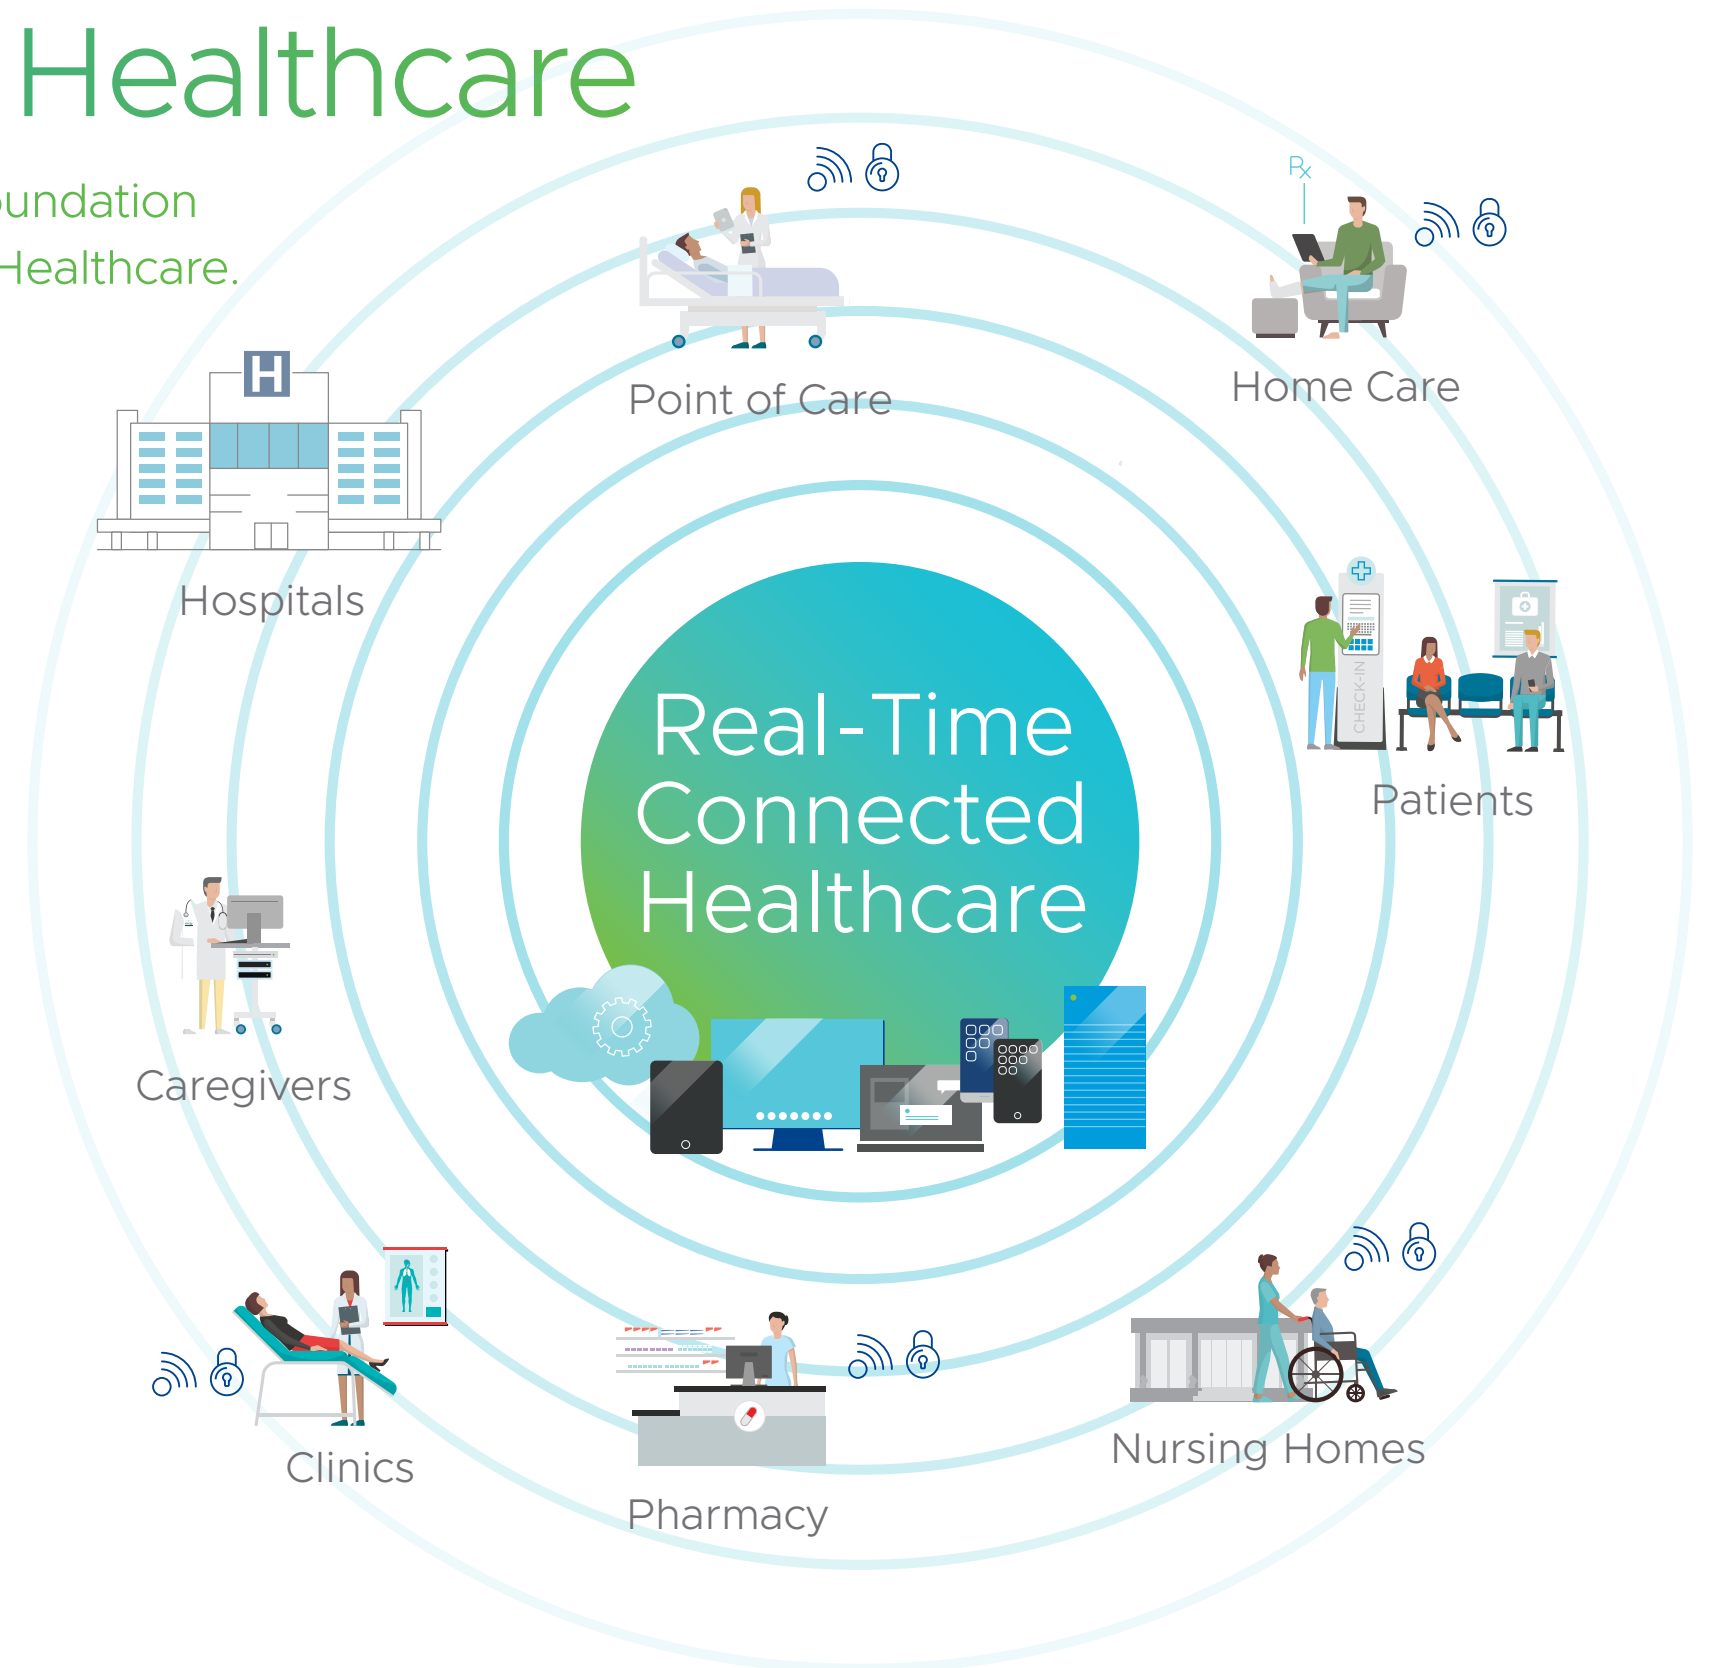 Healthcare
oundation
Healthcare.
Rx
Point of Care
Home Care
H
Hospitals
CHECK-IN
Patients
Real-Time
Connected
Healthcare
Caregivers
Clinics
Pharmacy
Nursing Homes